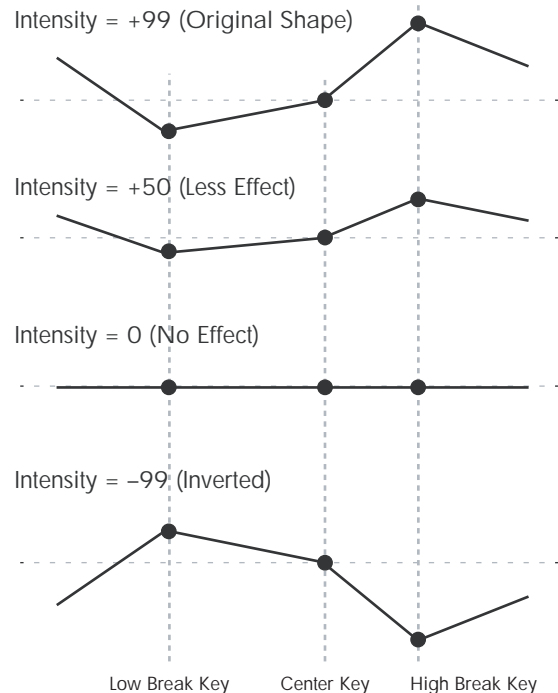 Intensity = +99 (Original Shape)
Intensity = +50 (Less Effect)
Intensity = 0 (No Effect)
Intensity = –99 (Inverted)
Low Break Key Center Key High Break Key